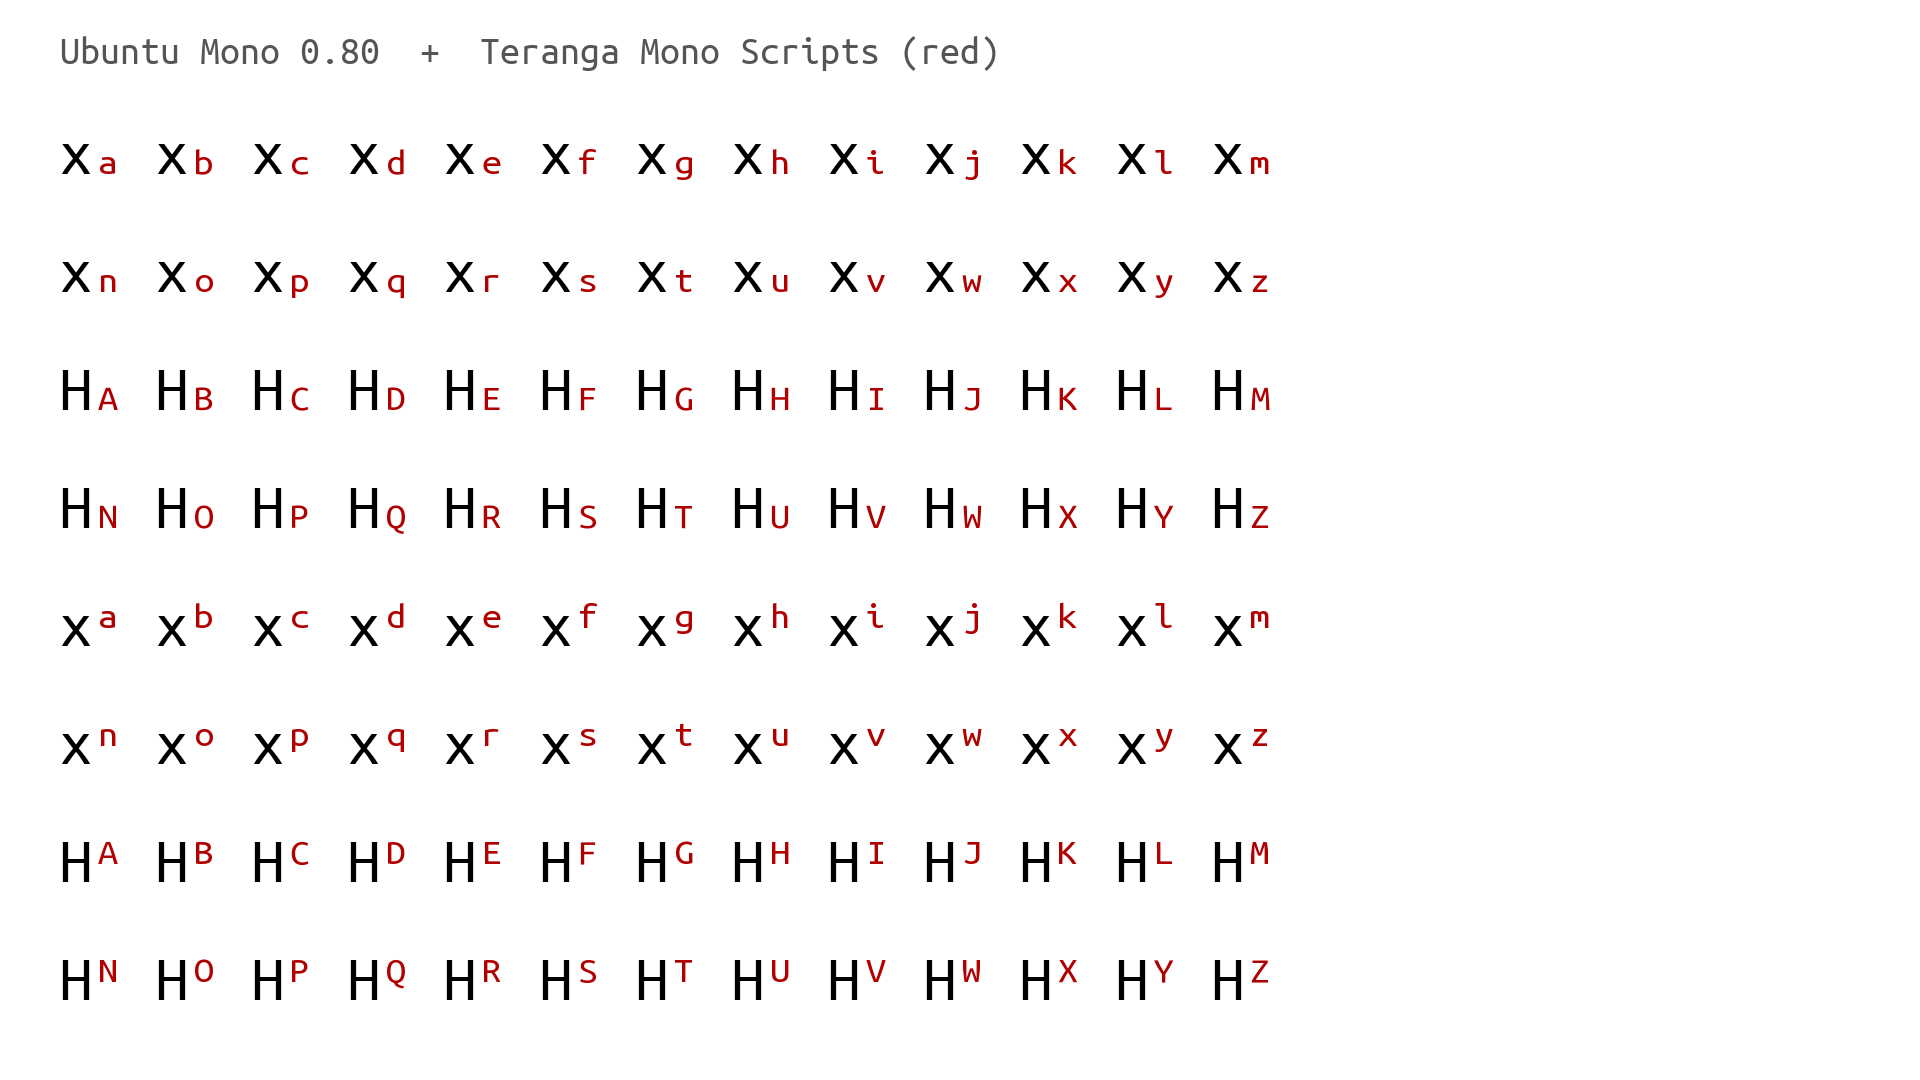 Ubuntu Mono 0.80 + Teranga Mono Scripts (red)
xa xb xc xd xe xf xg xh xi xj xk xl xm
xn xo xp xq xr xs xt xu xv xw xx xy xz
HA HB HC HD HE HF HG HH HI HJ HK HL HM
HN HO HP HQ HR HS HT HU HV HW HX HY HZ
xa xb xc xd xe xf xg xh xi xj xk xl xm
xn xo xp xq xr xs xt xu xv xw xx xy xz
HA HB HC HD HE HF HG HH HI HJ HK HL HM
HN HO HP HQ HR HS HT HU HV HW HX HY HZ